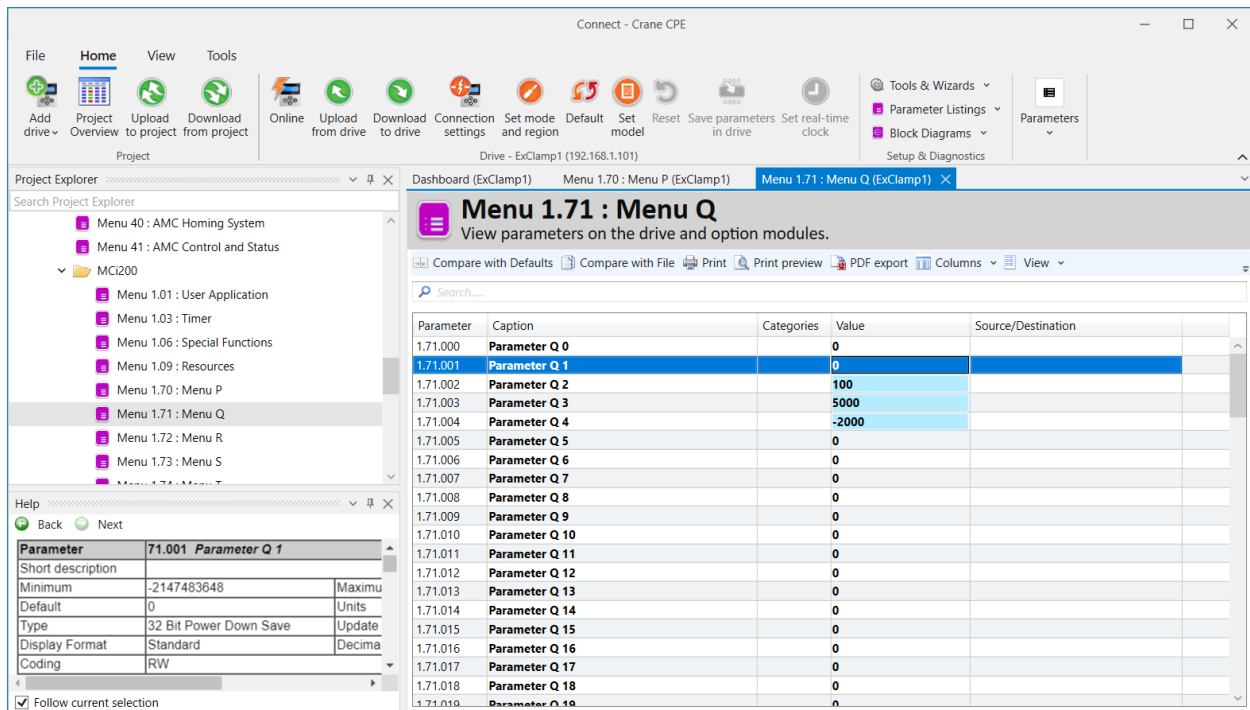 Connect - Crane CPE
File Home View Tools
Add drive
Project Overview
Upload to project
Download from project
Project
Online
Upload from drive
Download to drive
Connection settings
Set mode and region
Default
Set model
Reset
Save parameters in drive
Set real-time clock
Drive - ExClamp1 (192.168.1.101)
Tools & Wizards
Parameter Listings
Block Diagrams
Setup & Diagnostics
Parameters
Project Explorer
Search Project Explorer
Menu 40 : AMC Homing System
Menu 41 : AMC Control and Status
MCi200
Menu 1.01 : User Application
Menu 1.03 : Timer
Menu 1.06 : Special Functions
Menu 1.09 : Resources
Menu 1.70 : Menu P
Menu 1.71 : Menu Q
Menu 1.72 : Menu R
Menu 1.73 : Menu S
Menu 1.74 : Menu T
Help
Back Next
Parameter 71.001 Parameter Q 1
Short description
Minimum -2147483648 Maximu
Default 0 Units
Type 32 Bit Power Down Save Update
Display Format Standard Decima
Coding RW
Follow current selection
Dashboard (ExClamp1) Menu 1.70 : Menu P (ExClamp1) Menu 1.71 : Menu Q (ExClamp1)
Menu 1.71 : Menu Q
View parameters on the drive and option modules.
Compare with Defaults Compare with File Print Print preview PDF export Columns View
Search.....
Parameter Caption Categories Value Source/Destination
1.71.000 Parameter Q 0 0
1.71.001 Parameter Q 1 0
1.71.002 Parameter Q 2 100
1.71.003 Parameter Q 3 5000
1.71.004 Parameter Q 4 -2000
1.71.005 Parameter Q 5 0
1.71.006 Parameter Q 6 0
1.71.007 Parameter Q 7 0
1.71.008 Parameter Q 8 0
1.71.009 Parameter Q 9 0
1.71.010 Parameter Q 10 0
1.71.011 Parameter Q 11 0
1.71.012 Parameter Q 12 0
1.71.013 Parameter Q 13 0
1.71.014 Parameter Q 14 0
1.71.015 Parameter Q 15 0
1.71.016 Parameter Q 16 0
1.71.017 Parameter Q 17 0
1.71.018 Parameter Q 18 0
1.71.019 Parameter Q 19 0